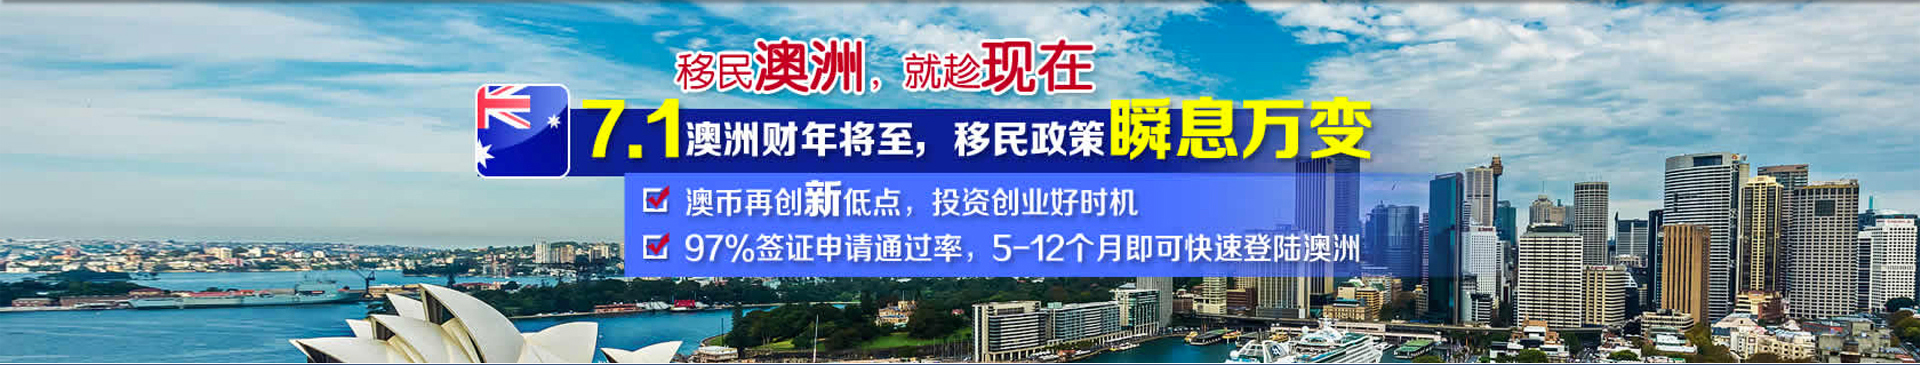 移民澳洲，就趁现在
7.1澳洲财年将至，移民政策瞬息万变
澳币再创新低点，投资创业好时机
97%签证申请通过率，5-12个月即可快速登陆澳洲